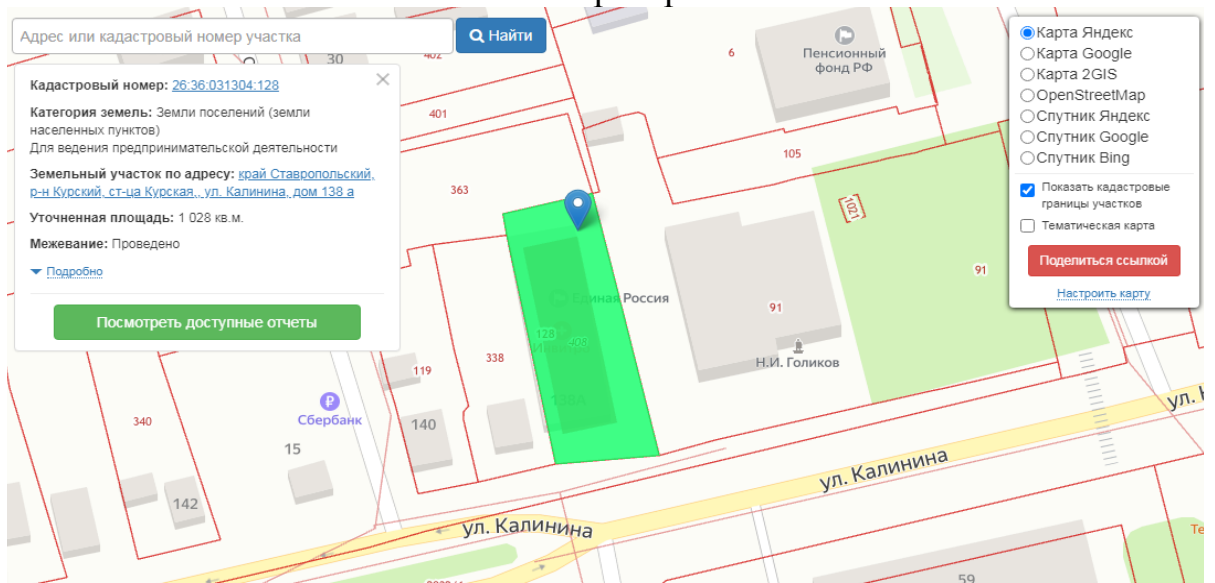 Адрес или кадастровый номер участка
Найти
Кадастровый номер: 26:36:031304:128
Категория земель: Земли поселений (земли
населенных пунктов)
Для ведения предпринимательской деятельности
Земельный участок по адресу: край Ставропольский,
р-н Курский, ст-ца Курская,, ул. Калинина, дом 138 а
Уточненная площадь: 1 028 кв.м.
Межевание: Проведено
Подробно
Посмотреть доступные отчеты
Карта Яндекс
Карта Google
Карта 2GIS
OpenStreetMap
Спутник Яндекс
Спутник Google
Спутник Bing
Показать кадастровые
границы участков
Тематическая карта
Поделиться ссылкой
Настроить карту
30
402
6
Пенсионный
фонд РФ
401
105
363
1021
91
Единая Россия
91
128
408
Н.И. Голиков
338
119
138А
Сбербанк
340
140
15
142
ул. Калинина
ул. Калинина
ул.
59